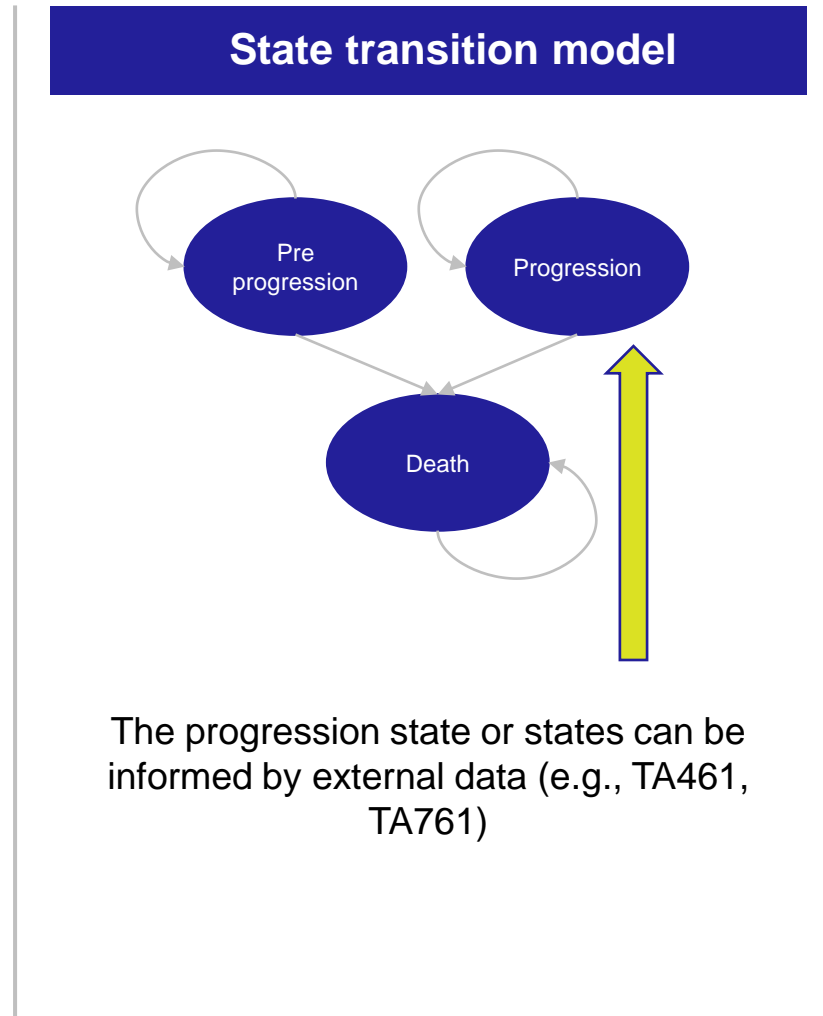 State transition model
Pre
progression
Progression
Death
The progression state or states can be
informed by external data (e.g., TA461,
TA761)